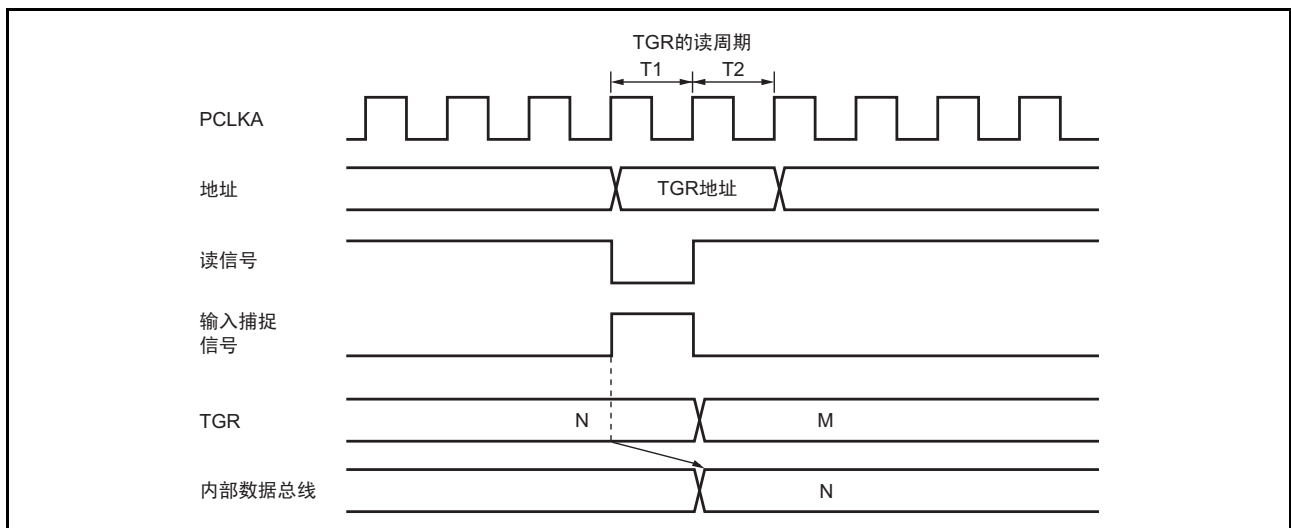 TGR的读周期
T1
T2
PCLKA
地址
TGR地址
读信号
输入捕捉
信号
TGR
N
M
内部数据总线
N